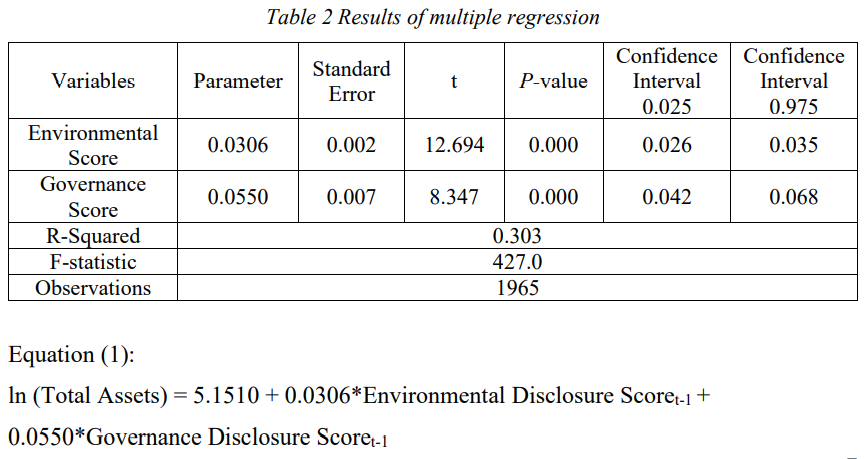 Table 2 Results of multiple regression
Variables Parameter Standard Error t P-value Confidence Interval 0.025 Confidence Interval 0.975
Environmental Score 0.0306 0.002 12.694 0.000 0.026 0.035
Governance Score 0.0550 0.007 8.347 0.000 0.042 0.068
R-Squared 0.303
F-statistic 427.0
Observations 1965
Equation (1):
ln (Total Assets) = 5.1510 + 0.0306*Environmental Disclosure Scoret-1 +
0.0550*Governance Disclosure Scoret-1